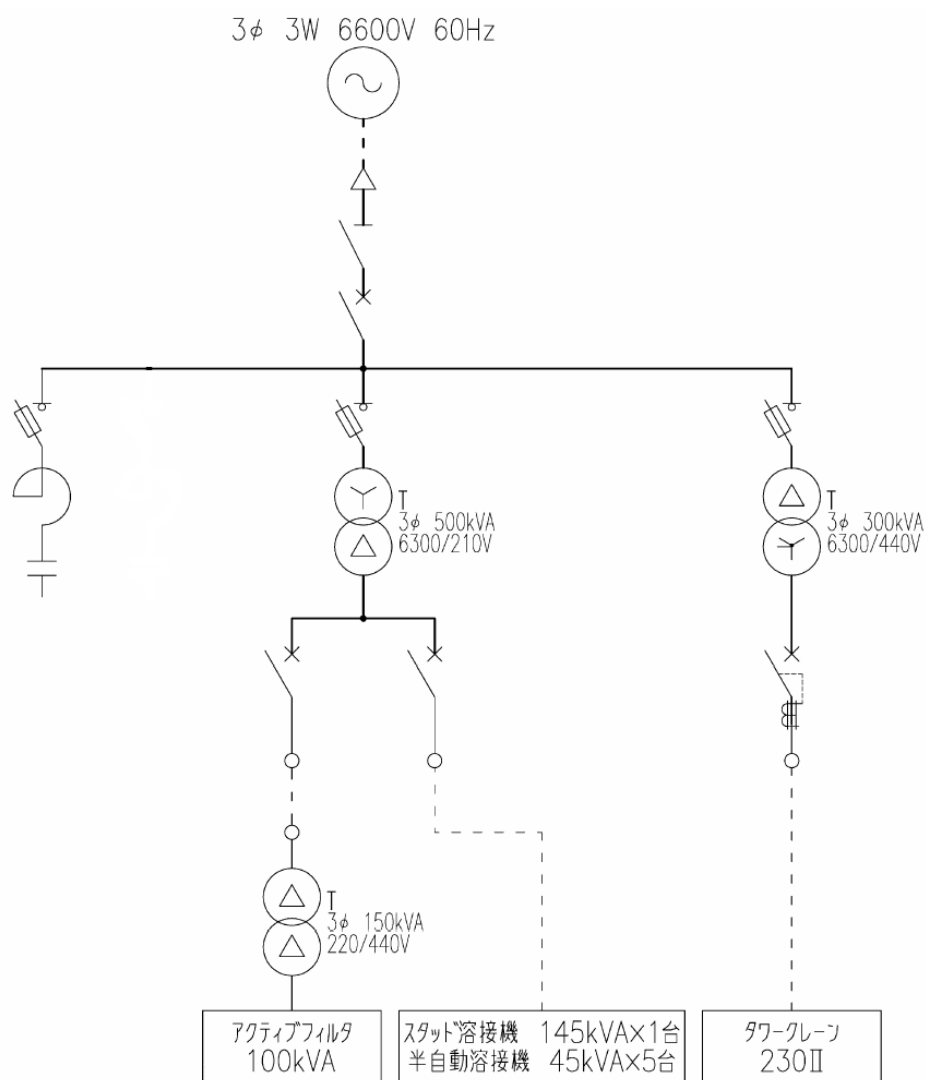 3φ 3W 6600V 60Hz
T
3φ 500kVA
6300/210V
T
3φ 300kVA
6300/440V
T
3φ 150kVA
220/440V
アクティブフィルタ
100kVA
スタッド溶接機 145kVA×1台
半自動溶接機 45kVA×5台
タワークレーン
230Ⅱ